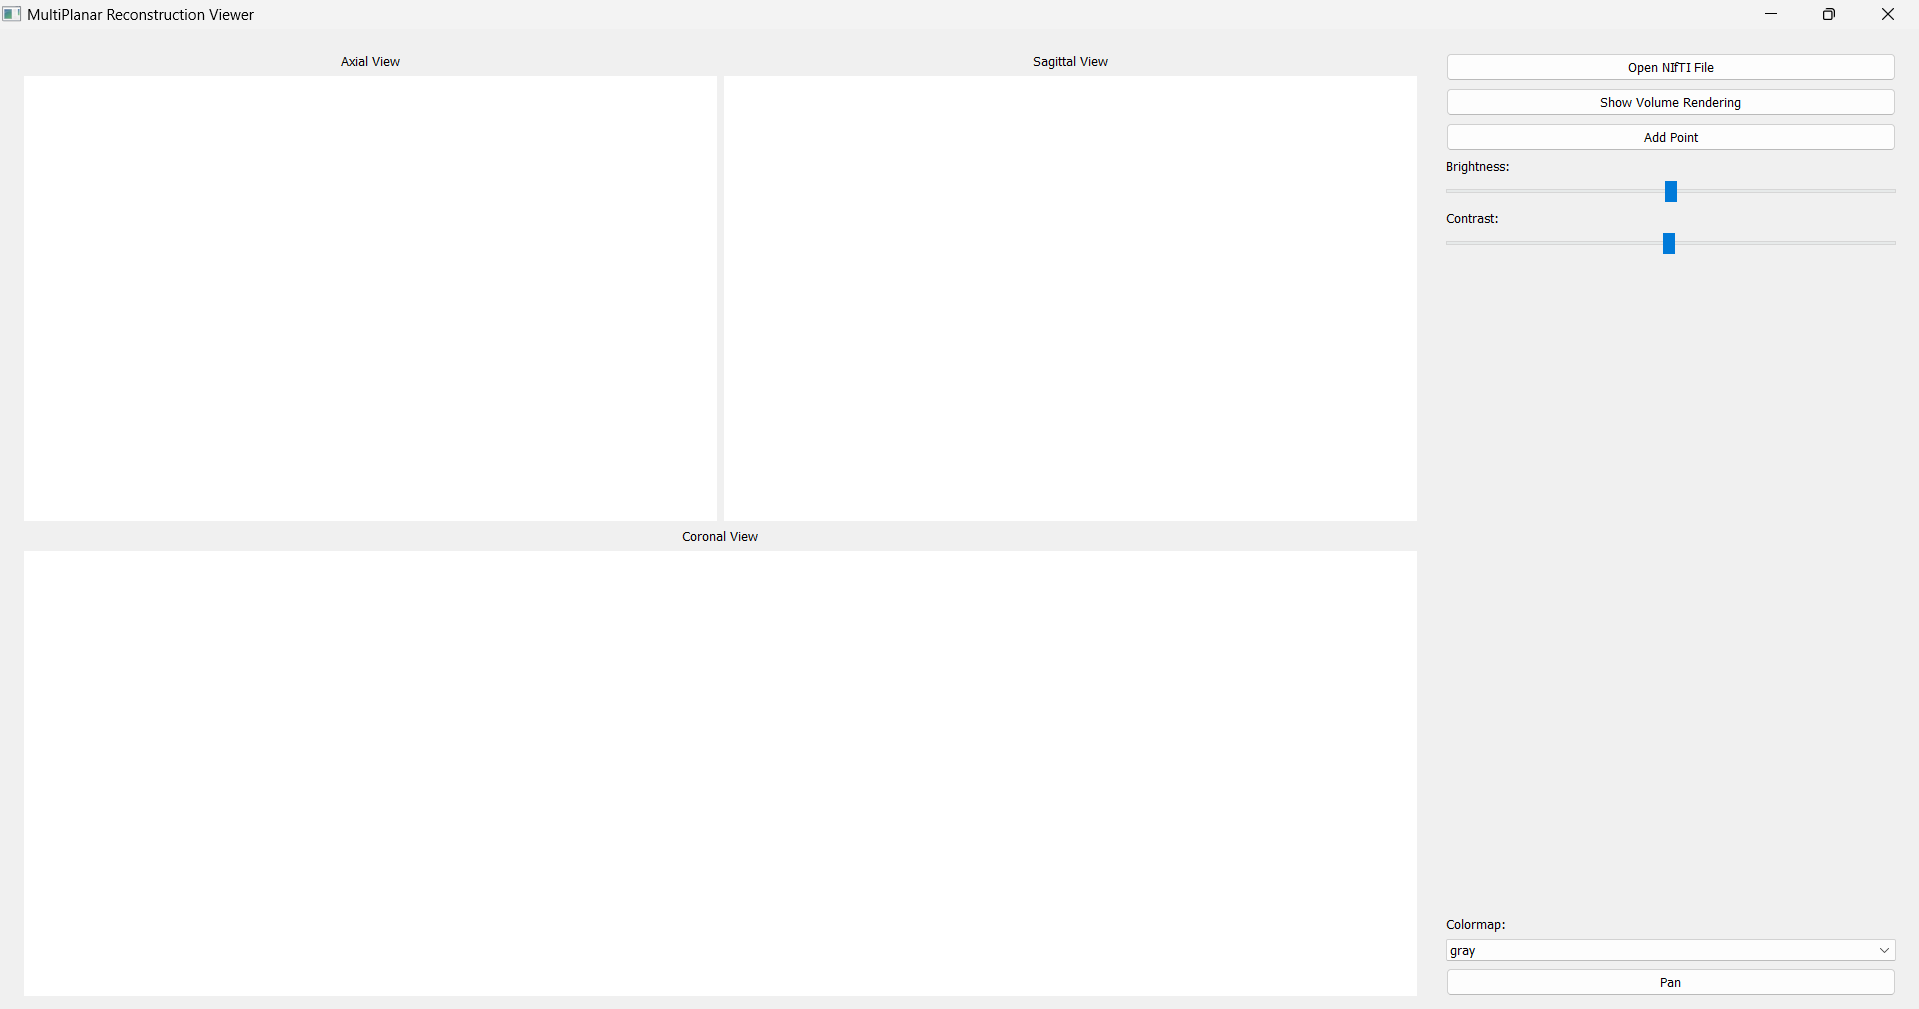 MultiPlanar Reconstruction Viewer
Axial View
Sagittal View
Coronal View
Open NIfTI File
Show Volume Rendering
Add Point
Brightness:
Contrast:
Colormap:
gray
Pan